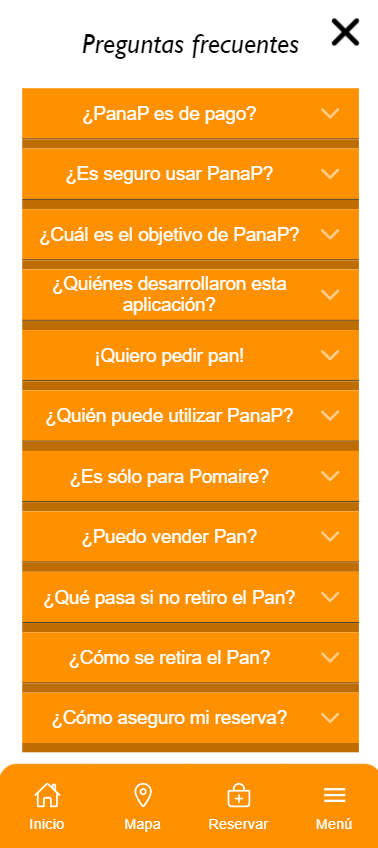 Preguntas frecuentes
¿PanaP es de pago?
¿Es seguro usar PanaP?
¿Cuál es el objetivo de PanaP?
¿Quiénes desarrollaron esta
aplicación?
¡Quiero pedir pan!
¿Quién puede utilizar PanaP?
¿Es sólo para Pomaire?
¿Puedo vender Pan?
¿Qué pasa si no retiro el Pan?
¿Cómo se retira el Pan?
¿Cómo aseguro mi reserva?
Inicio Mapa Reservar Menú